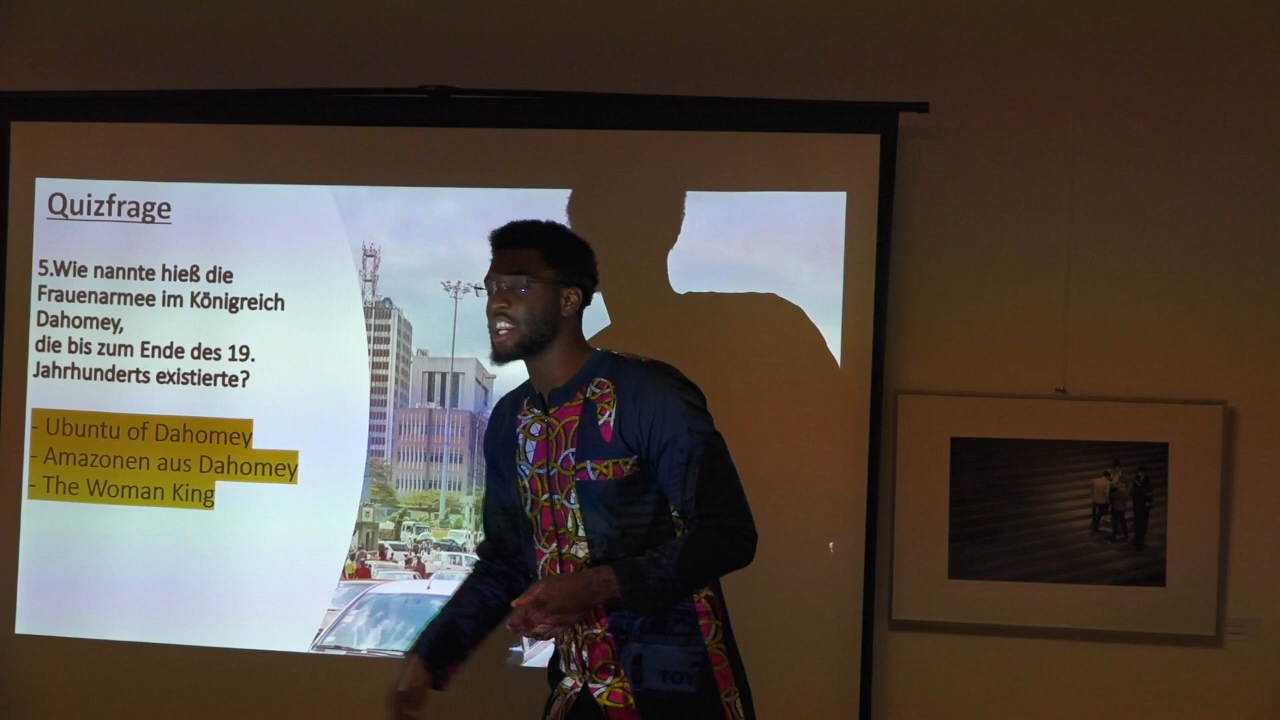 Quizfrage
5.Wie nannte hieß die
Frauenarmee im Königreich
Dahomey,
die bis zum Ende des 19.
Jahrhunderts existierte?
- Ubuntu of Dahomey
- Amazonen aus Dahomey
- The Woman King